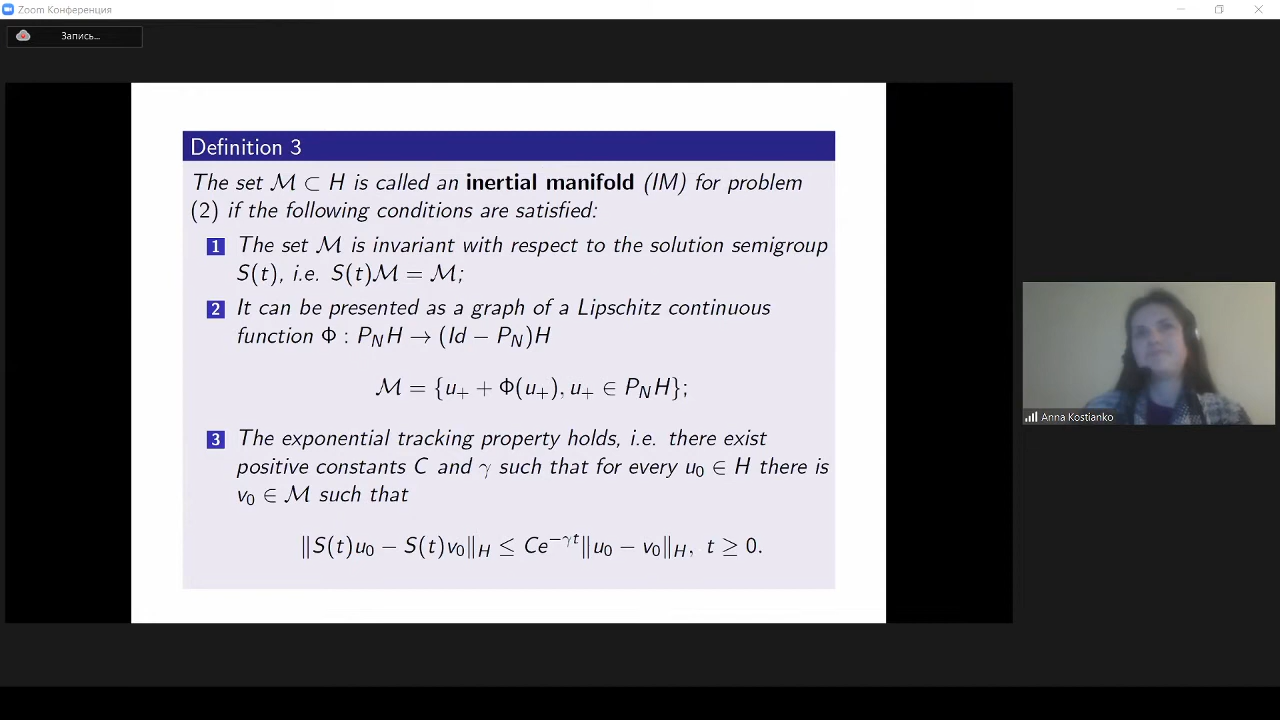 Zoom Конференция
Запись...
Definition 3
The set ℳ ⊂ H is called an inertial manifold (IM) for problem
(2) if the following conditions are satisfied:
1 The set ℳ is invariant with respect to the solution semigroup
S(t), i.e. S(t)ℳ = ℳ;
2 It can be presented as a graph of a Lipschitz continuous
function Φ : P_N H → (Id − P_N)H
ℳ = {u₊ + Φ(u₊), u₊ ∈ P_N H};
3 The exponential tracking property holds, i.e. there exist
positive constants C and γ such that for every u₀ ∈ H there is
v₀ ∈ ℳ such that
‖S(t)u₀ − S(t)v₀‖_H ≤ Ce^{−γt}‖u₀ − v₀‖_H, t ≥ 0.
Anna Kostianko